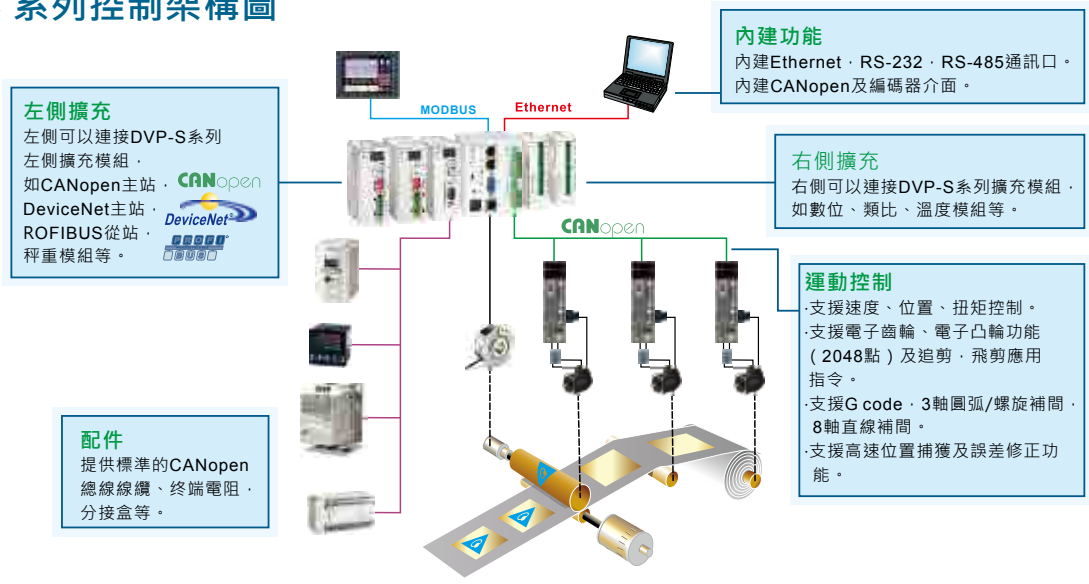 系列控制架構圖
內建功能
內建Ethernet﹐RS-232﹐RS-485通訊口。
內建CANopen及編碼器介面。
MODBUS
Ethernet
左側擴充
左側可以連接DVP-S系列
左側擴充模組﹐
如CANopen主站﹐
DeviceNet主站﹐
ROFIBUS從站﹐
秤重模組等。
CANopen
DeviceNet
PROFI
BUS
右側擴充
右側可以連接DVP-S系列擴充模組﹐
如數位、類比、溫度模組等。
CANopen
運動控制
·支援速度、位置、扭矩控制。
·支援電子齒輪、電子凸輪功能
(2048點)及追剪﹐飛剪應用
指令。
·支援G code﹐3軸圓弧/螺旋補間﹐
8軸直線補間。
·支援高速位置捕獲及誤差修正功
能。
配件
提供標準的CANopen
總線線纜、终端電阻﹐
分接盒等。